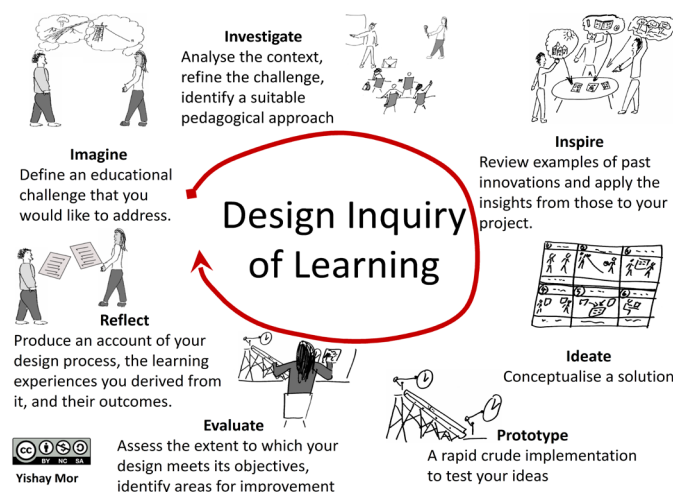 Investigate
Analyse the context,
refine the challenge,
identify a suitable
pedagogical approach
Imagine
Define an educational
challenge that you
would like to address.
Inspire
Review examples of past
innovations and apply the
insights from those to your
project.
Design Inquiry
of Learning
Reflect
Produce an account of your
design process, the learning
experiences you derived from
it, and their outcomes.
Ideate
Conceptualise a solution
Evaluate
Assess the extent to which your
design meets its objectives,
identify areas for improvement
Prototype
A rapid crude implementation
to test your ideas
cc BY NC SA
Yishay Mor